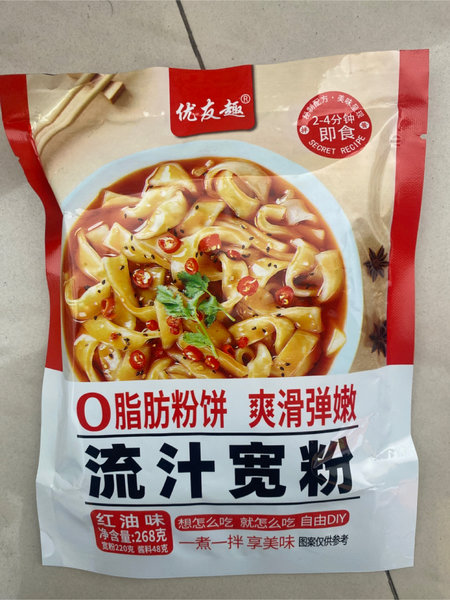 优友趣®
秘制配方·美味星级
2-4分钟
即食
SECRET RECIPE
0脂肪粉饼 爽滑弹嫩
流汁宽粉
红油味
净含量:268克
宽粉220克 酱料48克
想怎么吃 就怎么吃 自由DIY
一煮一拌 享美味 图案仅供参考